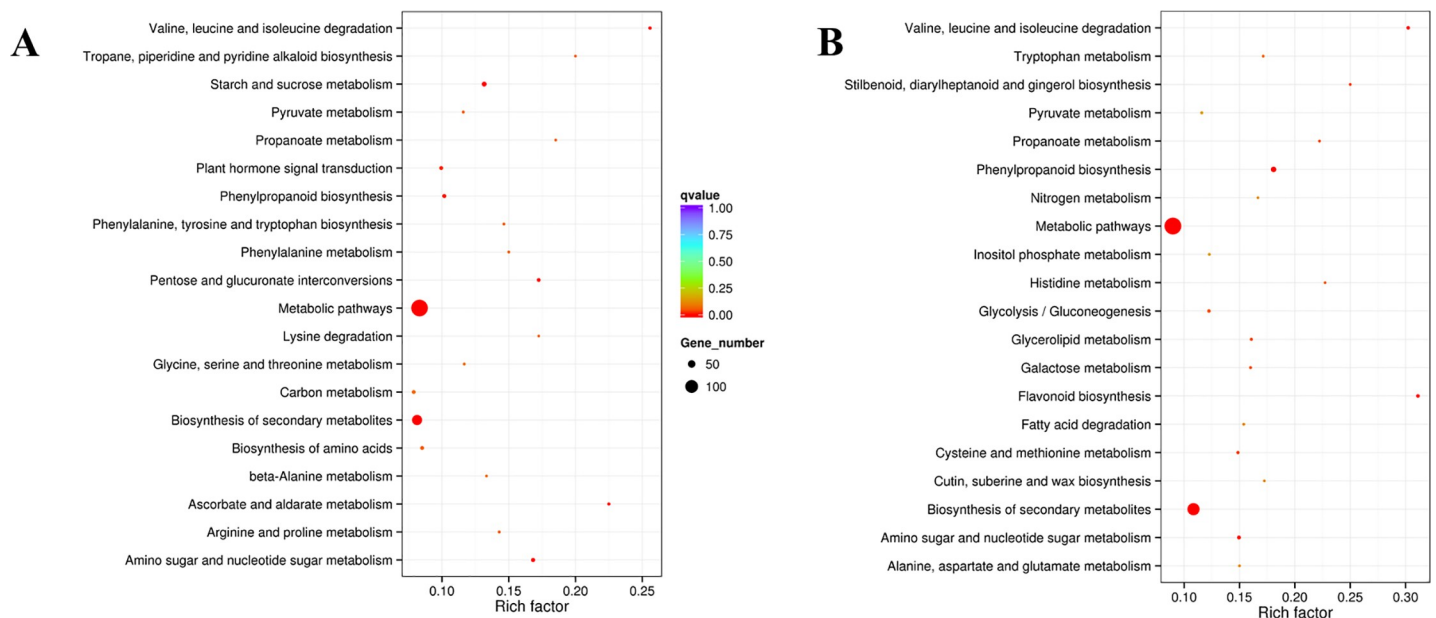 A
Valine, leucine and isoleucine degradation
Tropane, piperidine and pyridine alkaloid biosynthesis
Starch and sucrose metabolism
Pyruvate metabolism
Propanoate metabolism
Plant hormone signal transduction
Phenylpropanoid biosynthesis
Phenylalanine, tyrosine and tryptophan biosynthesis
Phenylalanine metabolism
Pentose and glucuronate interconversions
Metabolic pathways
Lysine degradation
Glycine, serine and threonine metabolism
Carbon metabolism
Biosynthesis of secondary metabolites
Biosynthesis of amino acids
beta-Alanine metabolism
Ascorbate and aldarate metabolism
Arginine and proline metabolism
Amino sugar and nucleotide sugar metabolism
0.10 0.15 0.20 0.25
Rich factor
qvalue
1.00
0.75
0.50
0.25
0.00
Gene_number
50
100
B
Valine, leucine and isoleucine degradation
Tryptophan metabolism
Stilbenoid, diarylheptanoid and gingerol biosynthesis
Pyruvate metabolism
Propanoate metabolism
Phenylpropanoid biosynthesis
Nitrogen metabolism
Metabolic pathways
Inositol phosphate metabolism
Histidine metabolism
Glycolysis / Gluconeogenesis
Glycerolipid metabolism
Galactose metabolism
Flavonoid biosynthesis
Fatty acid degradation
Cysteine and methionine metabolism
Cutin, suberine and wax biosynthesis
Biosynthesis of secondary metebolites
Amino sugar and nucleotide sugar metabolism
Alanine, aspartate and glutamate metabolism
0.10 0.15 0.20 0.25 0.30
Rich factor